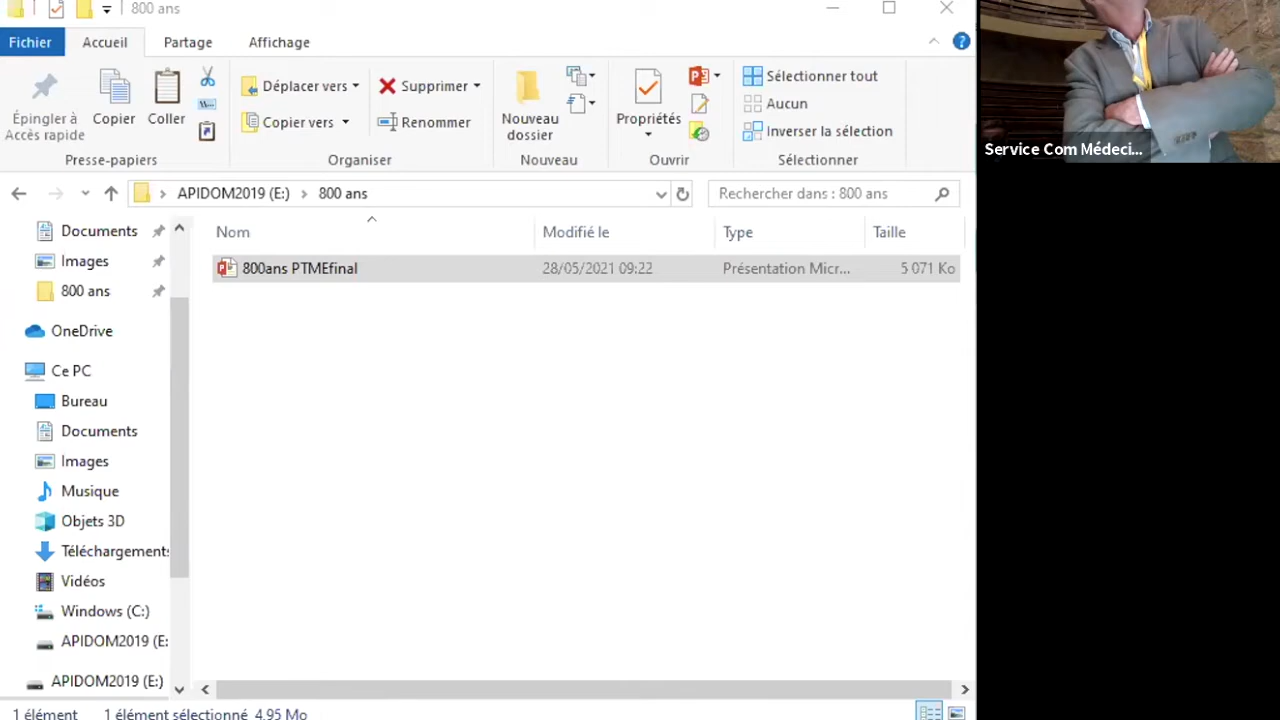 800 ans
Fichier Accueil Partage Affichage
Épingler à Accès rapide
Copier
Coller
Presse-papiers
Déplacer vers
Copier vers
Supprimer
Renommer
Organiser
Nouveau dossier
Nouveau
Propriétés
Ouvrir
Sélectionner tout
Aucun
Inverser la sélection
Sélectionner
APIDOM2019 (E:) 800 ans
Rechercher dans : 800 ans
Nom Modifié le Type Taille
800ans PTMEfinal 28/05/2021 09:22 Présentation Micr... 5 071 Ko
Documents
Images
800 ans
OneDrive
Ce PC
Bureau
Documents
Images
Musique
Objets 3D
Téléchargements
Vidéos
Windows (C:)
APIDOM2019 (E:
APIDOM2019 (E:)
1 élément 1 élément sélectionné 4,95 Mo
Service Com Médeci...